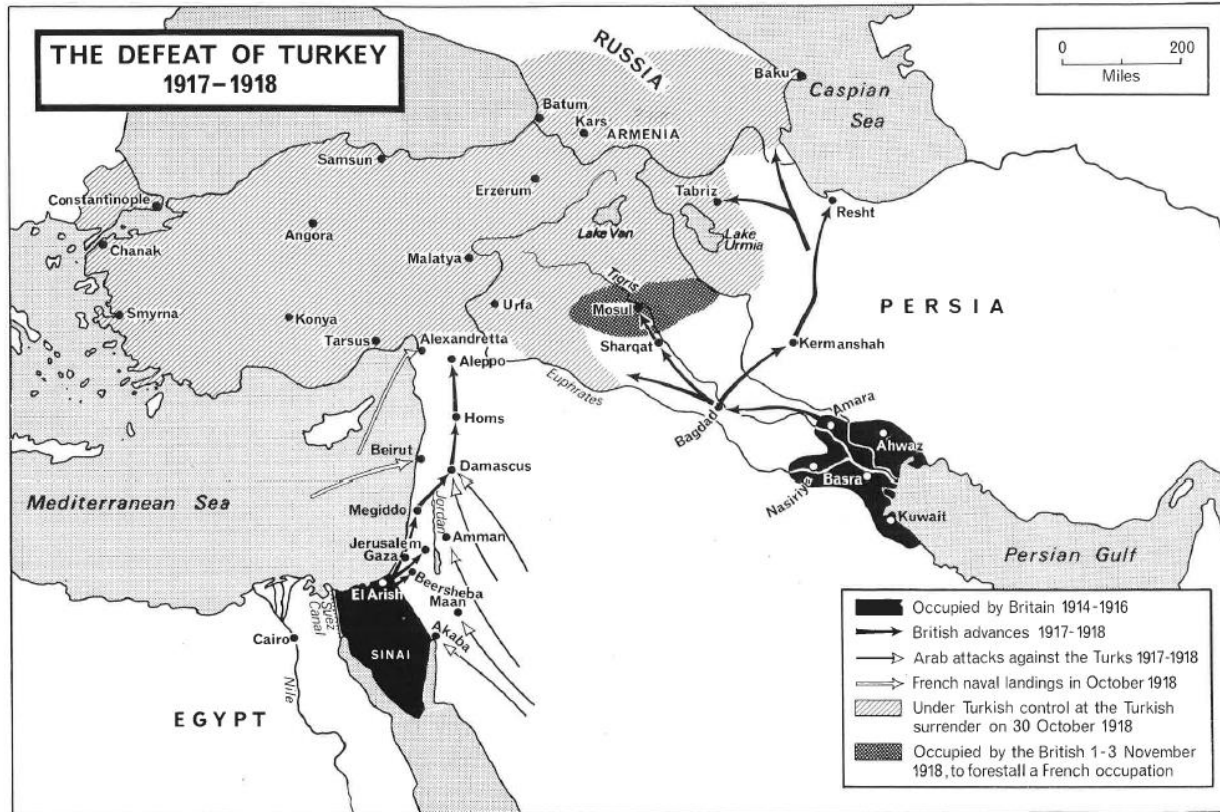 THE DEFEAT OF TURKEY
1917-1918
RUSSIA
0 200
Miles
Baku
Caspian
Sea
Batum
Kars
ARMENIA
Samsun
Constantinople
Erzerum
Tabriz
Resht
Angora
Lake Van
Lake
Urmia
Chanak
Malatya
Tigris
PERSIA
Smyrna
Konya
Urfa
Mosul
Tarsus
Alexandretta
Sharqat
Kermanshah
Aleppo
Euphrates
Homs
Bagdad
Amara
Beirut
Ahwaz
Damascus
Basra
Nasiriya
Mediterranean Sea
Megiddo
Jordan
Kuwait
Jerusalem
Amman
Gaza
Persian Gulf
El Arish
Beersheba
Maan
Suez
Canal
Cairo
Akaba
SINAI
Nile
EGYPT
Occupied by Britain 1914-1916
British advances 1917-1918
Arab attacks against the Turks 1917-1918
French naval landings in October 1918
Under Turkish control at the Turkish
surrender on 30 October 1918
Occupied by the British 1-3 November
1918, to forestall a French occupation